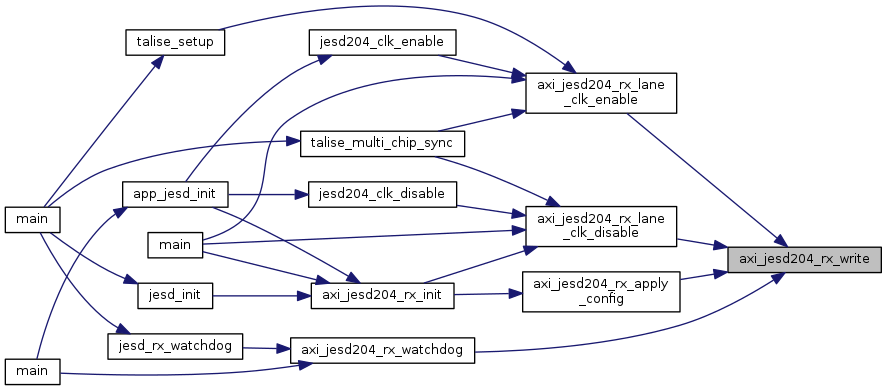 talise_setup
jesd204_clk_enable
axi_jesd204_rx_lane
_clk_enable
talise_multi_chip_sync
app_jesd_init
jesd204_clk_disable
main
axi_jesd204_rx_lane
_clk_disable
main
axi_jesd204_rx_write
jesd_init
axi_jesd204_rx_init
axi_jesd204_rx_apply
_config
jesd_rx_watchdog
axi_jesd204_rx_watchdog
main